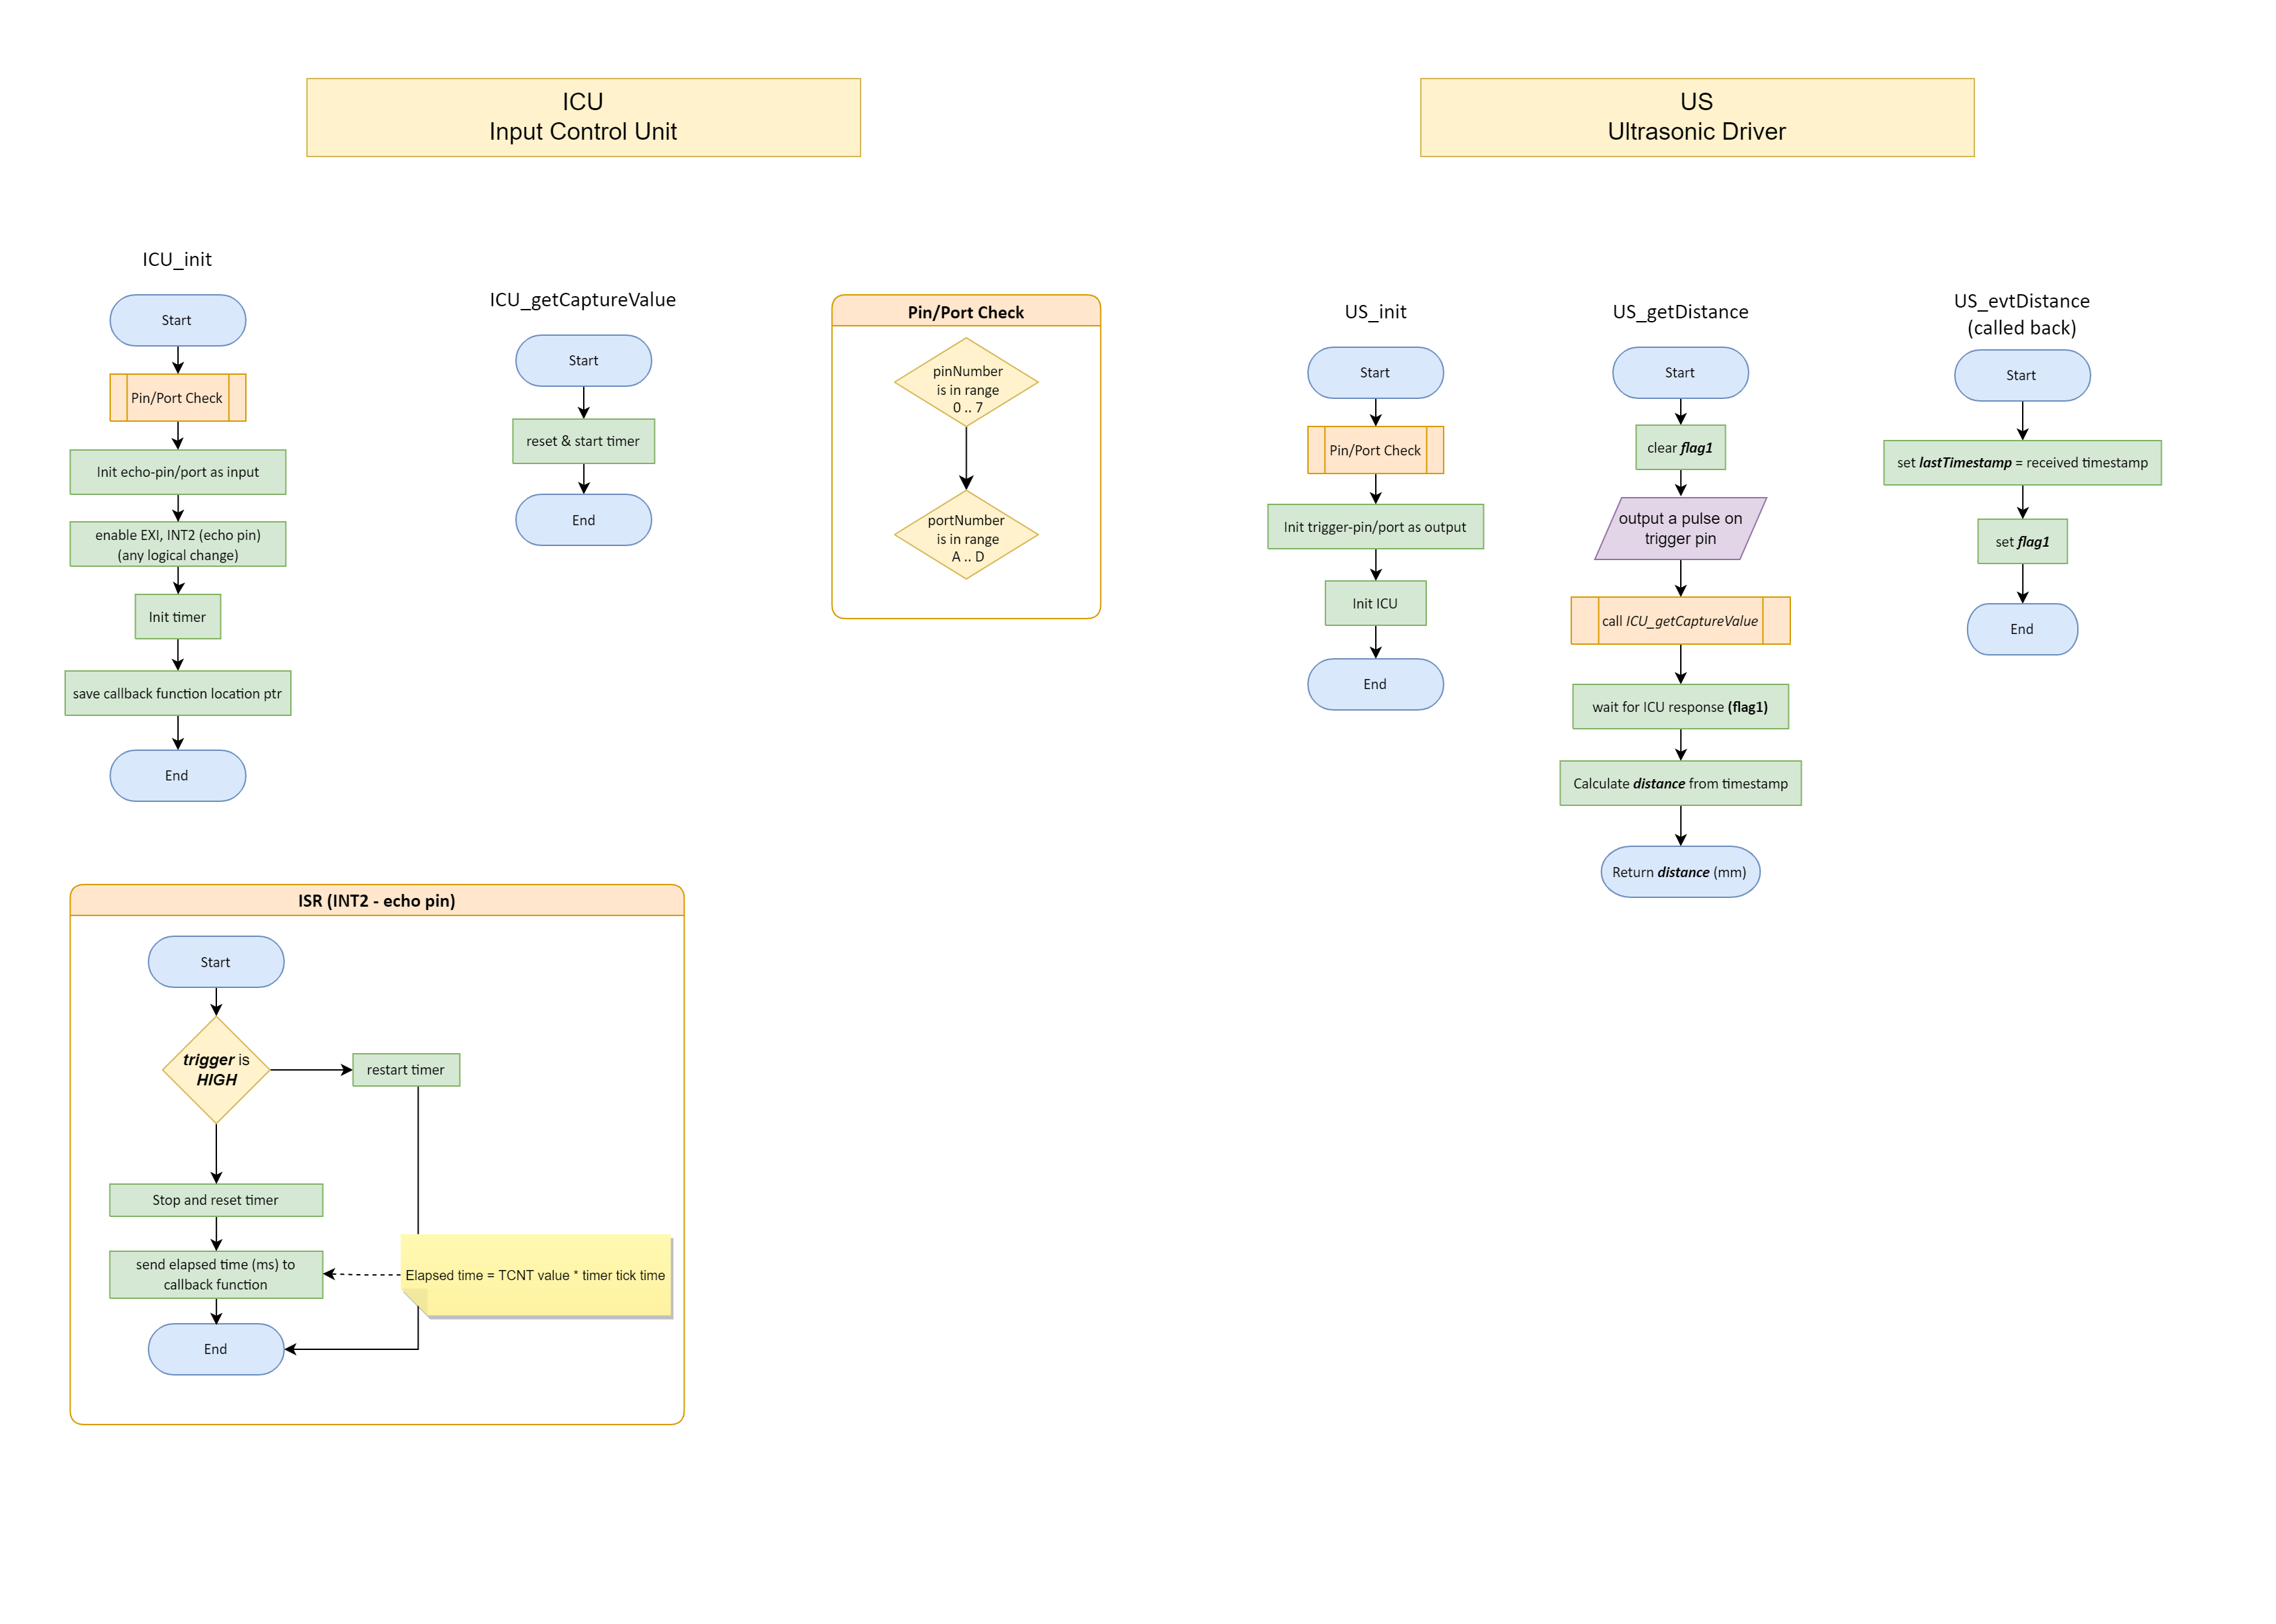 ICU
Input Control Unit
US
Ultrasonic Driver
ICU_init
Start
Pin/Port Check
Init echo-pin/port as input
enable EXI, INT2 (echo pin)
(any logical change)
Init timer
save callback function location ptr
End
ICU_getCaptureValue
Start
reset & start timer
End
Pin/Port Check
pinNumber
is in range
0 .. 7
portNumber
is in range
A .. D
US_init
Start
Pin/Port Check
Init trigger-pin/port as output
Init ICU
End
US_getDistance
Start
clear flag1
output a pulse on
trigger pin
call ICU_getCaptureValue
wait for ICU response (flag1)
Calculate distance from timestamp
Return distance (mm)
US_evtDistance
(called back)
Start
set lastTimestamp = received timestamp
set flag1
End
ISR (INT2 - echo pin)
Start
trigger is
HIGH
restart timer
Stop and reset timer
send elapsed time (ms) to
callback function
Elapsed time = TCNT value * timer tick time
End